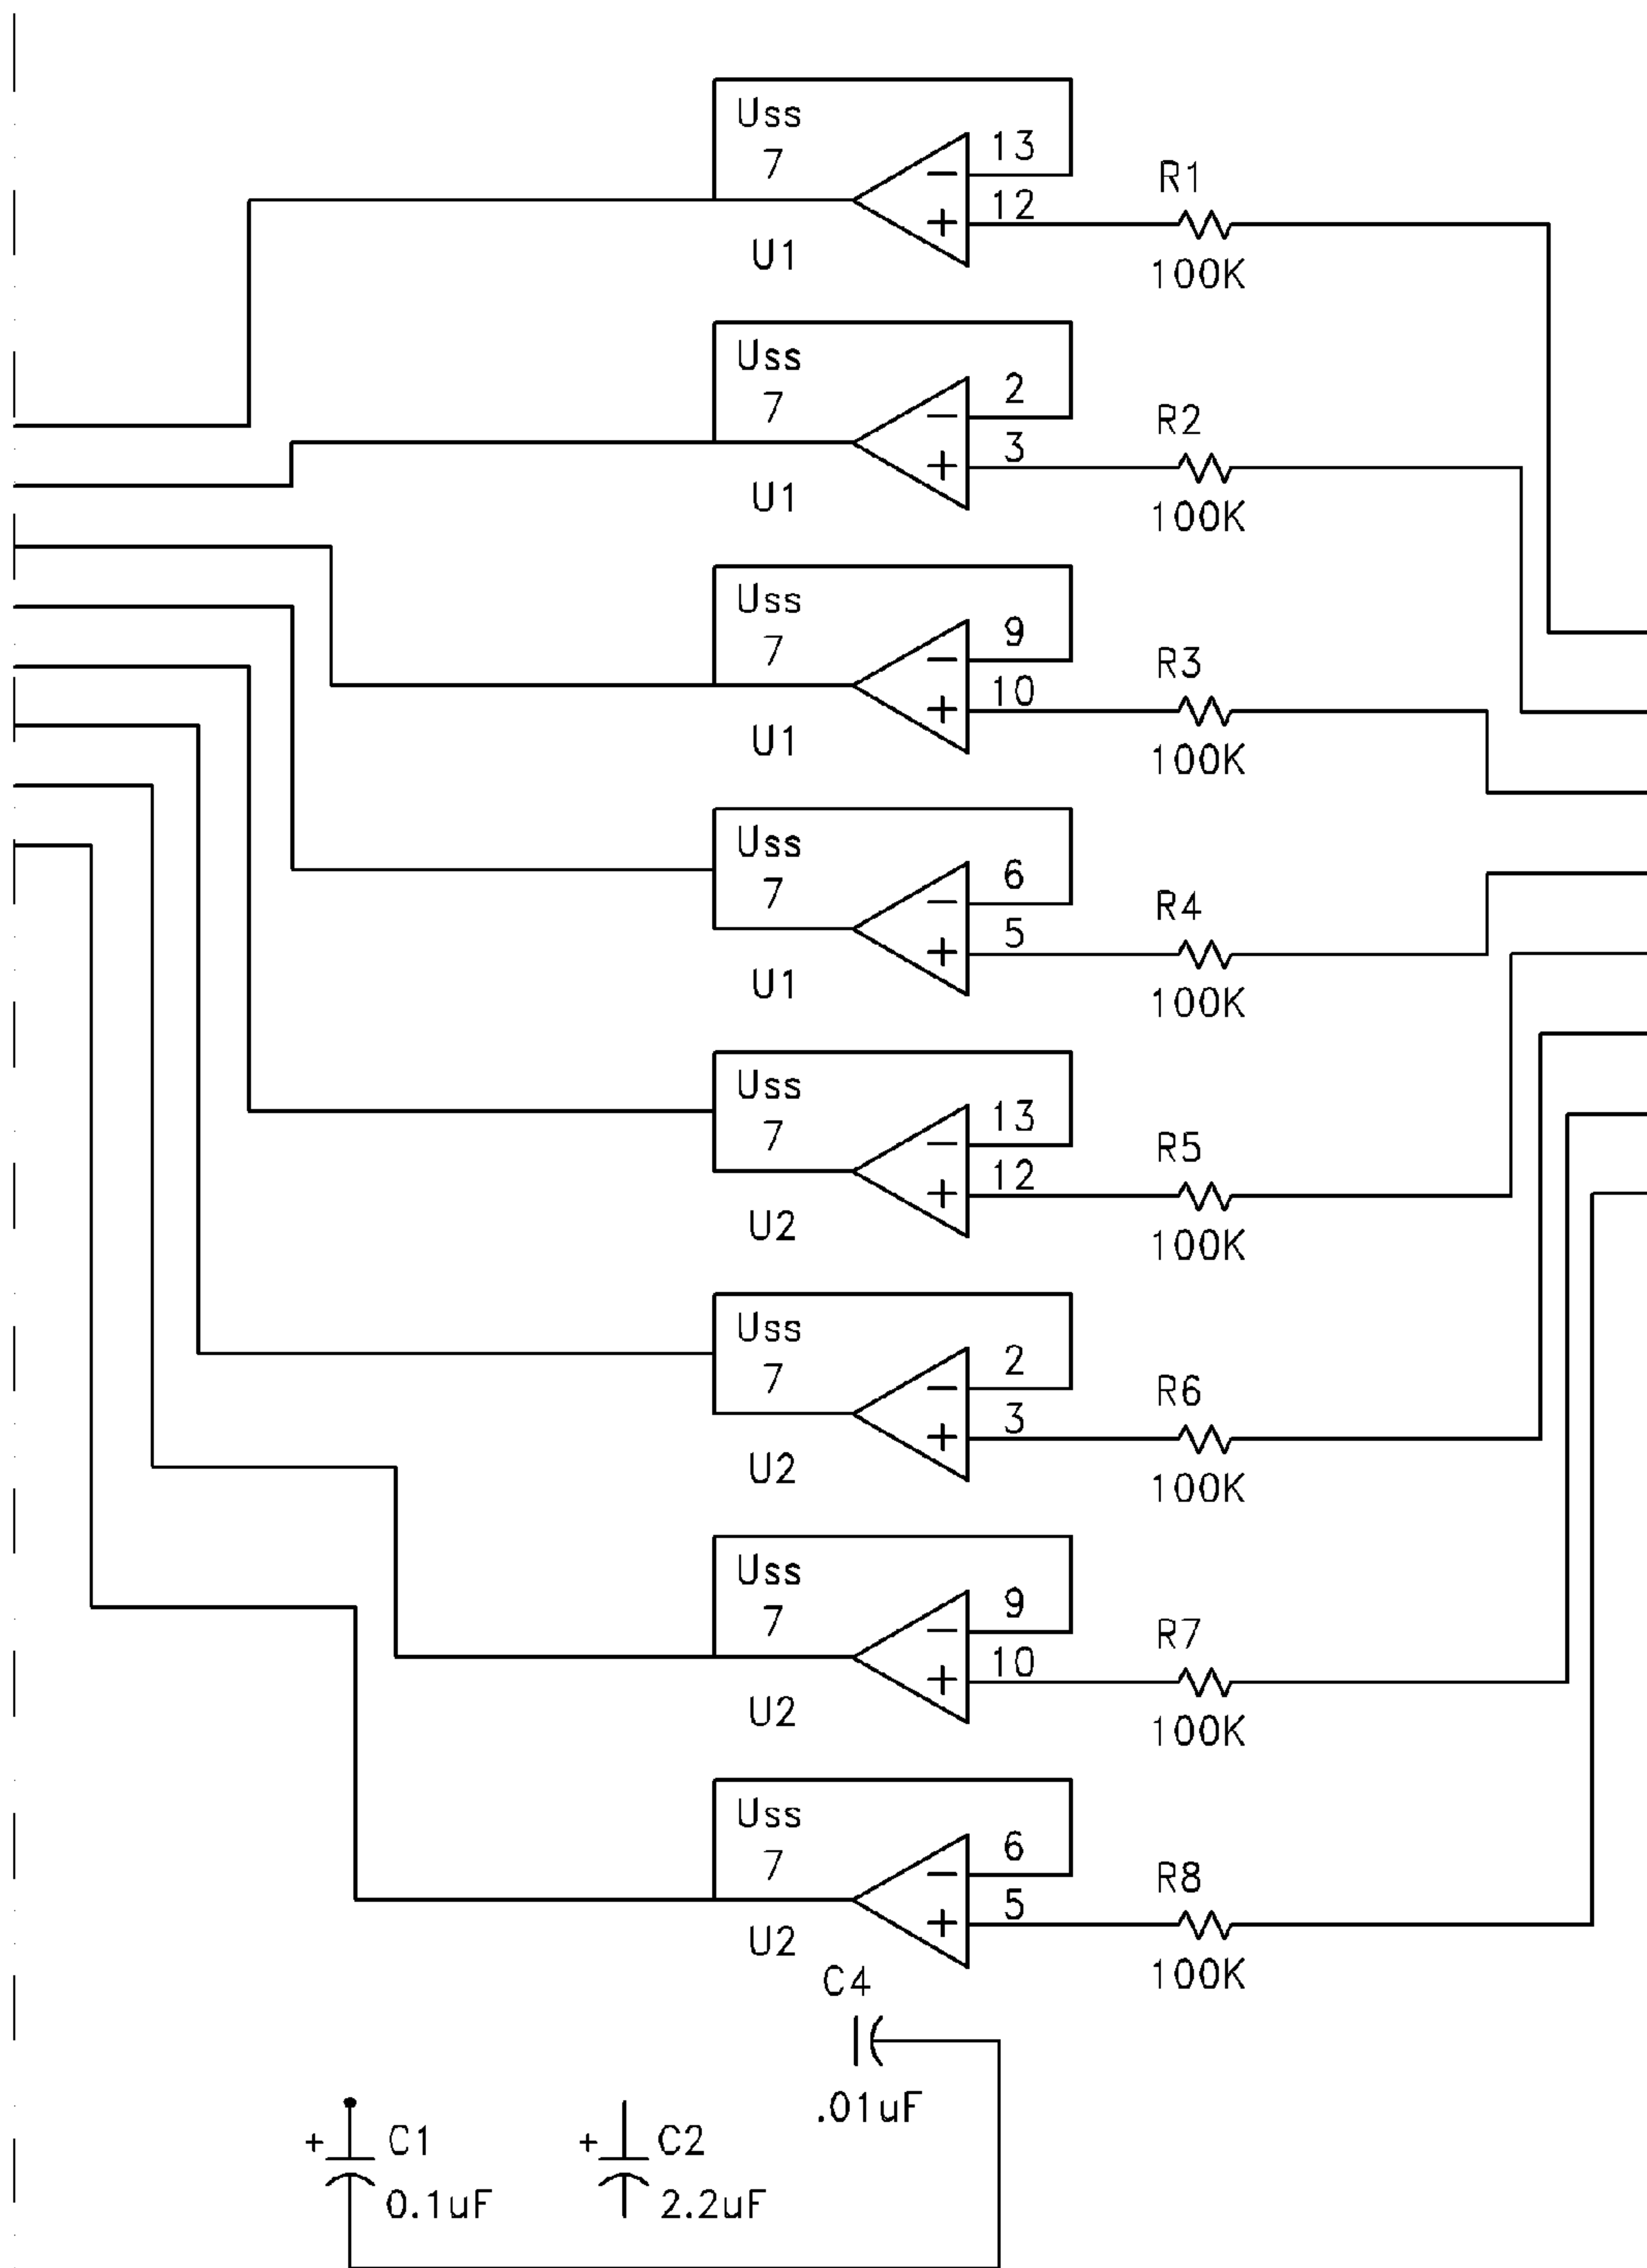 Uss
7
U1
-
13
+
12
R1
100K
Uss
7
U1
-
2
+
3
R2
100K
Uss
7
U1
-
9
+
10
R3
100K
Uss
7
U1
-
6
+
5
R4
100K
Uss
7
U2
-
13
+
12
R5
100K
Uss
7
U2
-
2
+
3
R6
100K
Uss
7
U2
-
9
+
10
R7
100K
Uss
7
U2
-
6
+
5
R8
100K
C4
.01uF
+
C1
0.1uF
+
C2
2.2uF